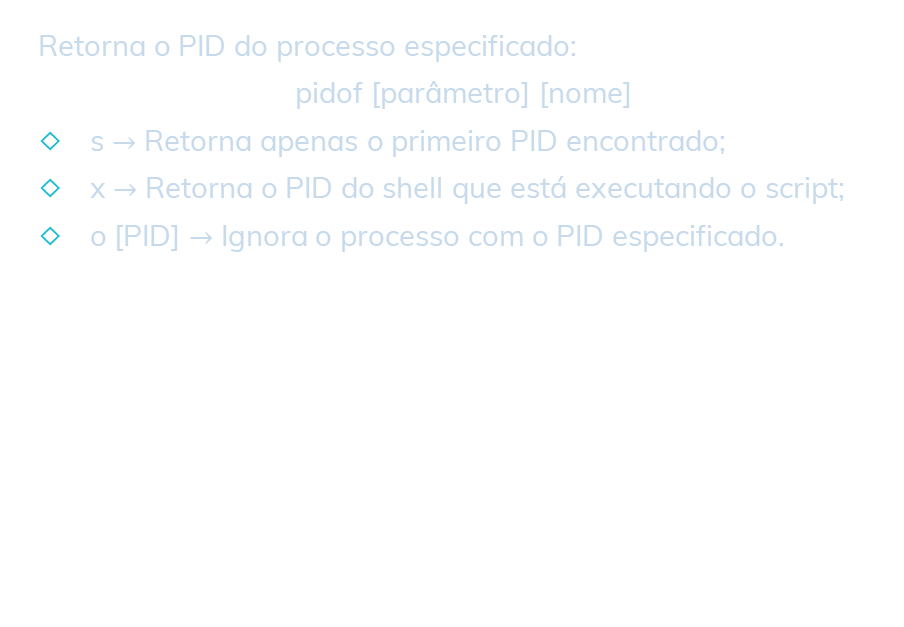 Retorna o PID do processo especificado:
pidof [parâmetro] [nome]
s → Retorna apenas o primeiro PID encontrado;
x → Retorna o PID do shell que está executando o script;
o [PID] → Ignora o processo com o PID especificado.